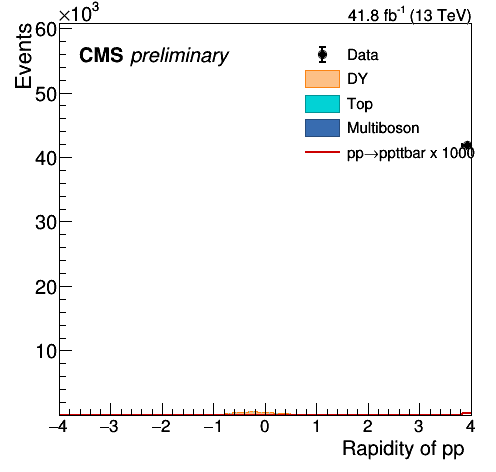 ×10³
41.8 fb⁻¹ (13 TeV)
Events
CMS preliminary
Data
DY
Top
Multiboson
pp→ppttbar x 1000
60
50
40
30
20
10
−4 −3 −2 −1 0 1 2 3 4
Rapidity of pp